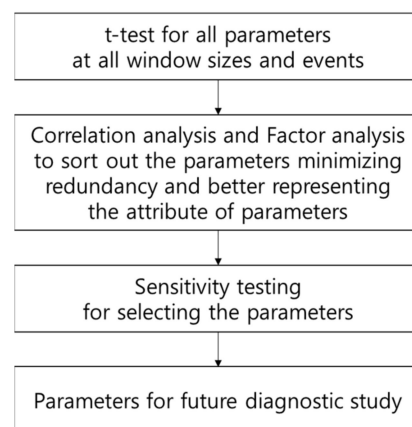 t-test for all parameters
at all window sizes and events
Correlation analysis and Factor analysis
to sort out the parameters minimizing
redundancy and better representing
the attribute of parameters
Sensitivity testing
for selecting the parameters
Parameters for future diagnostic study